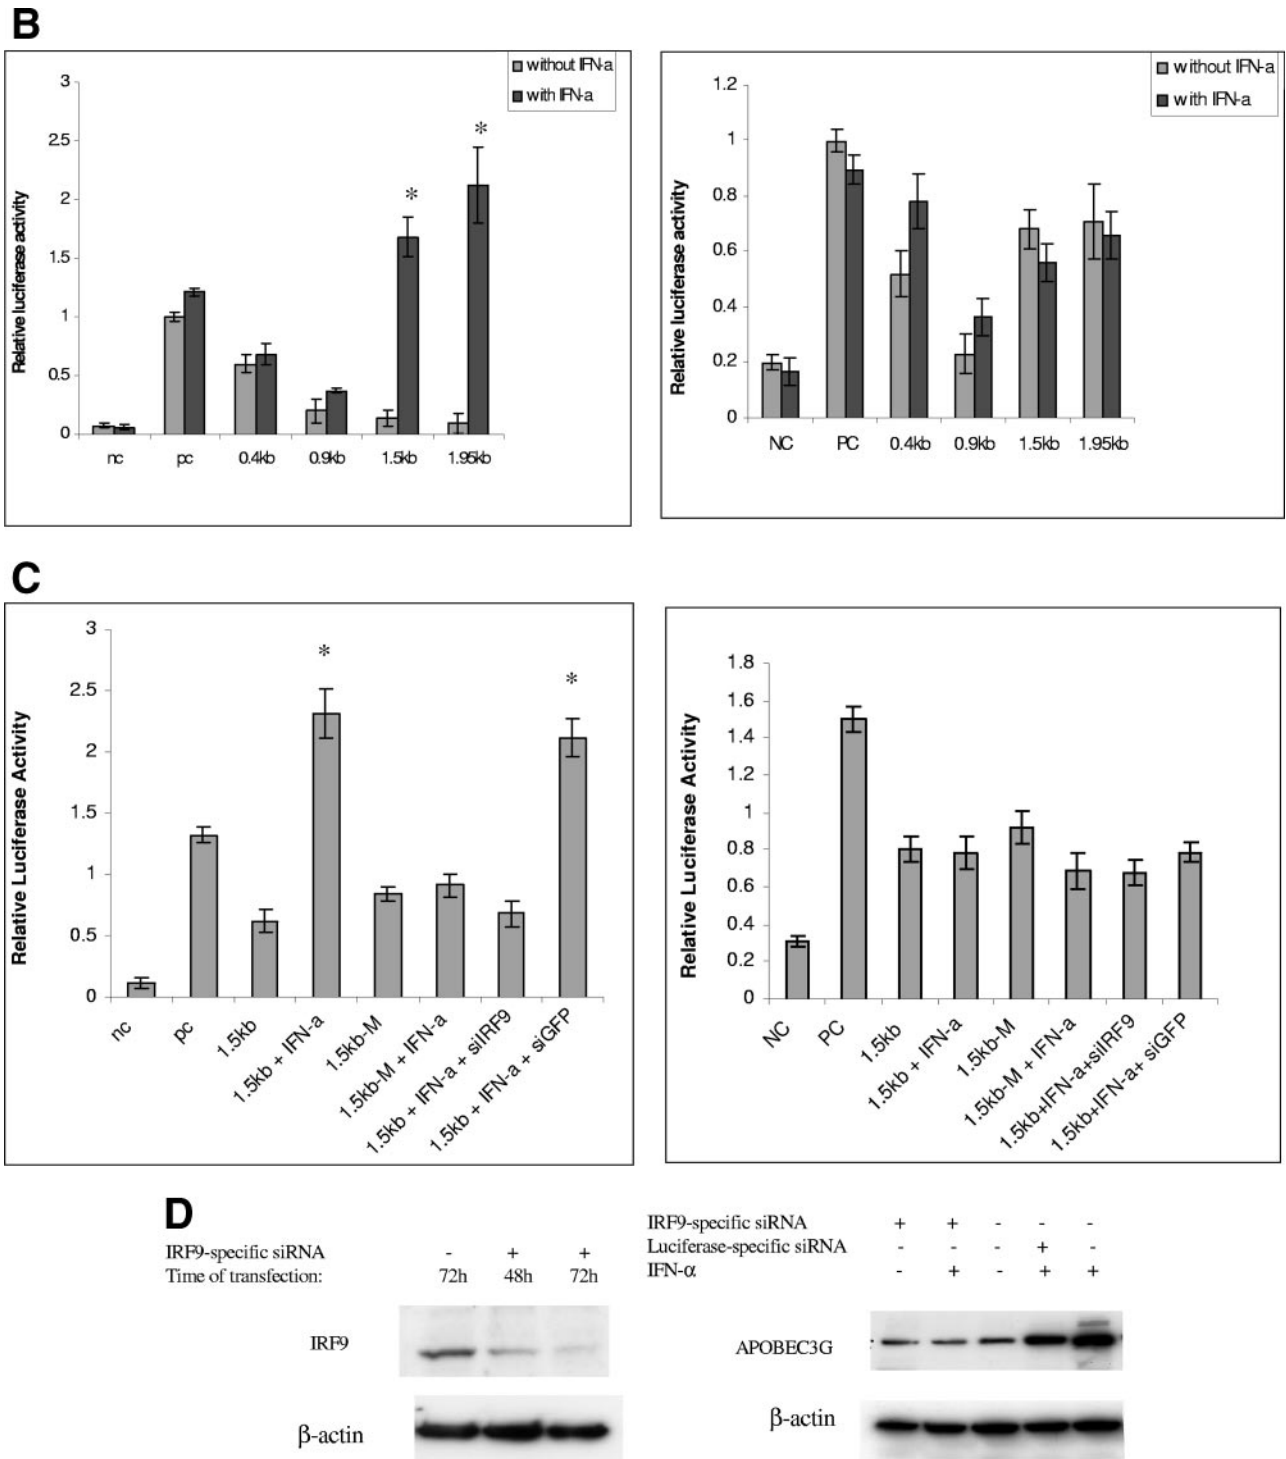 B
Relative luciferase activity
3
2.5
2
1.5
1
0.5
0
without IFN-a
with IFN-a
*
*
nc pc 0.4kb 0.9kb 1.5kb 1.95kb
Relative luciferase activity
1.2
1
0.8
0.6
0.4
0.2
0
without IFN-a
with IFN-a
NC PC 0.4kb 0.9kb 1.5kb 1.95kb
C
Relative Luciferase Activity
3
2.5
2
1.5
1
0.5
0
*
*
nc
pc
1.5kb
1.5kb + IFN-a
1.5kb-M
1.5kb-M + IFN-a
1.5kb + IFN-a + siIRF9
1.5kb + IFN-a + siGFP
Relative Luciferase Activity
1.8
1.6
1.4
1.2
1
0.8
0.6
0.4
0.2
0
NC
PC
1.5kb
1.5kb + IFN-a
1.5kb-M
1.5kb-M + IFN-a
1.5kb+IFN-a+siIRF9
1.5kb+IFN-a+ siGFP
D
IRF9-specific siRNA - + +
Time of transfection: 72h 48h 72h
IRF9
β-actin
IRF9-specific siRNA + + - - -
Luciferase-specific siRNA - - - + -
IFN-α - + - + +
APOBEC3G
β-actin